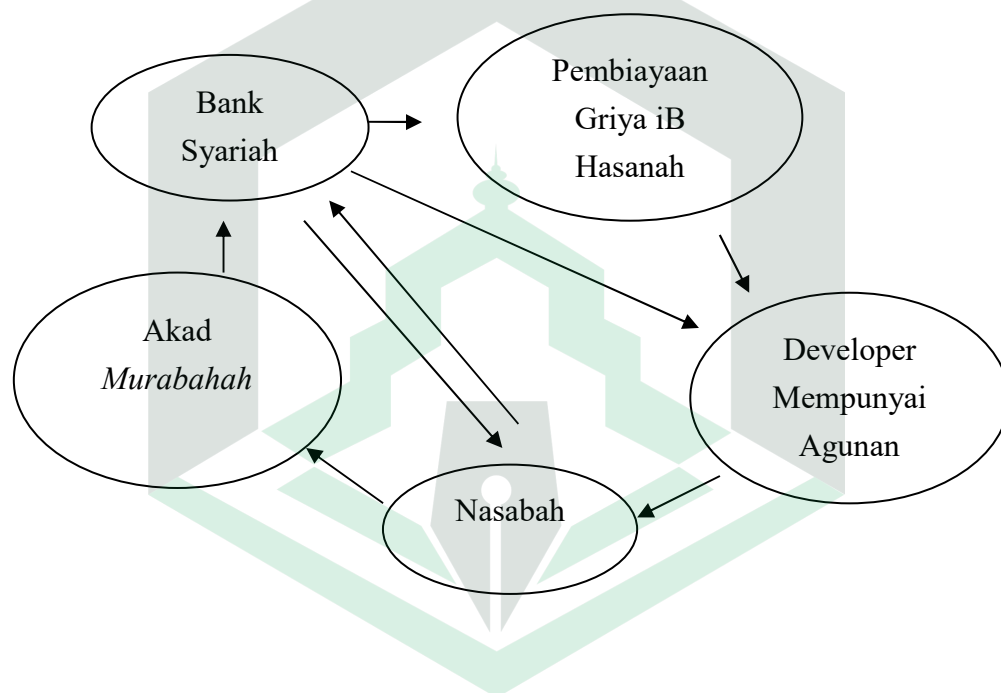 Bank
Syariah
Pembiayaan
Griya iB
Hasanah
Akad
Murabahah
Developer
Mempunyai
Agunan
Nasabah